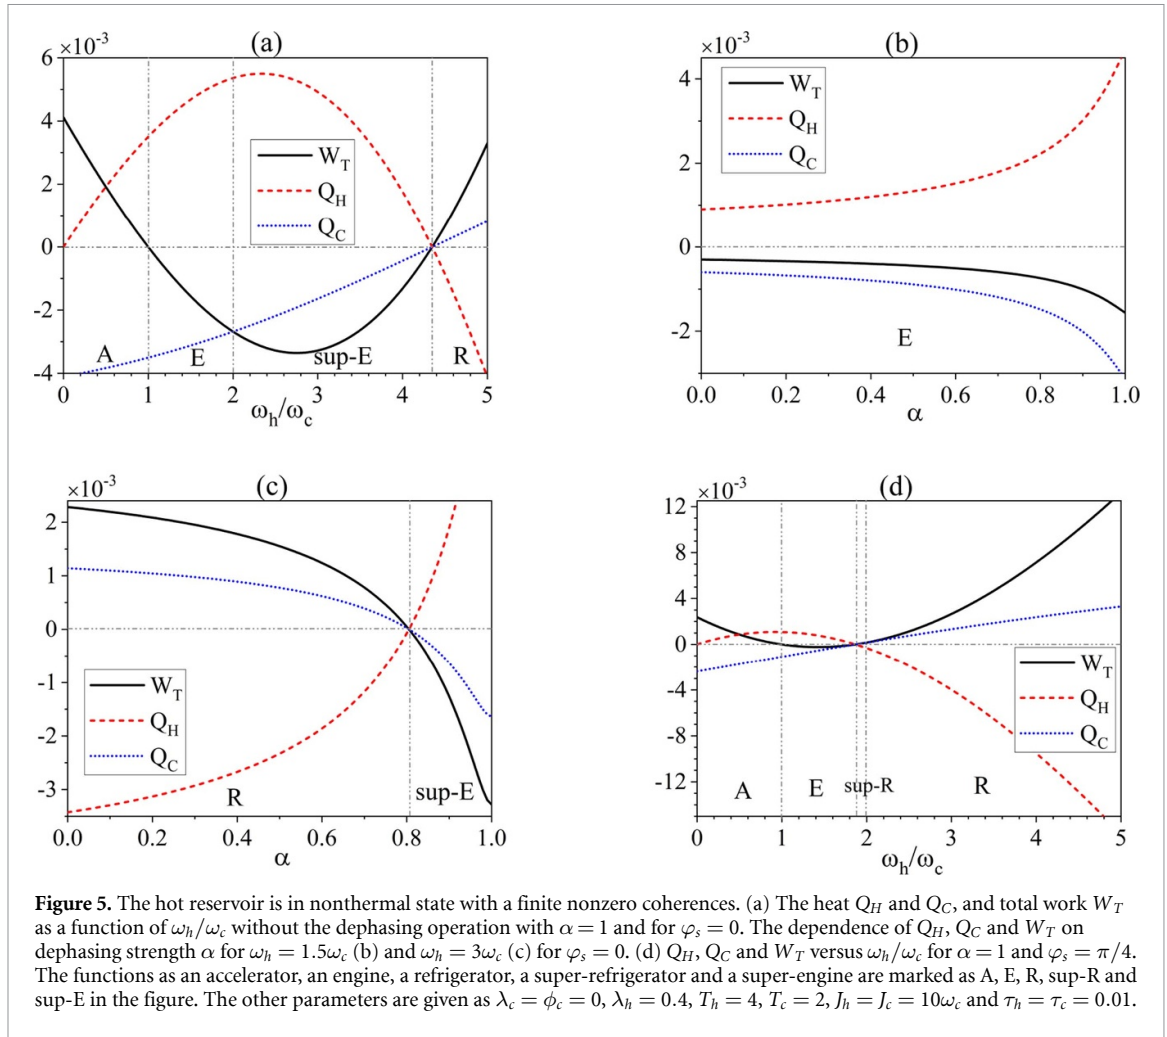 (a)
×10⁻³
6
4
2
0
-2
-4
W_T
Q_H
Q_C
A
E
sup-E
R
0 1 2 3 4 5
ω_h/ω_c
(b)
×10⁻³
4
2
0
-2
W_T
Q_H
Q_C
E
0.0 0.2 0.4 0.6 0.8 1.0
α
(c)
×10⁻³
2
1
0
-1
-2
-3
W_T
Q_H
Q_C
R
sup-E
0.0 0.2 0.4 0.6 0.8 1.0
α
(d)
×10⁻³
12
8
4
0
-4
-8
-12
W_T
Q_H
Q_C
A
E
sup-R
R
0 1 2 3 4 5
ω_h/ω_c
Figure 5. The hot reservoir is in nonthermal state with a finite nonzero coherences. (a) The heat Q_H and Q_C, and total work W_T
as a function of ω_h/ω_c without the dephasing operation with α = 1 and for φ_s = 0. The dependence of Q_H, Q_C and W_T on
dephasing strength α for ω_h = 1.5ω_c (b) and ω_h = 3ω_c (c) for φ_s = 0. (d) Q_H, Q_C and W_T versus ω_h/ω_c for α = 1 and φ_s = π/4.
The functions as an accelerator, an engine, a refrigerator, a super-refrigerator and a super-engine are marked as A, E, R, sup-R and
sup-E in the figure. The other parameters are given as λ_c = ϕ_c = 0, λ_h = 0.4, T_h = 4, T_c = 2, J_h = J_c = 10ω_c and τ_h = τ_c = 0.01.